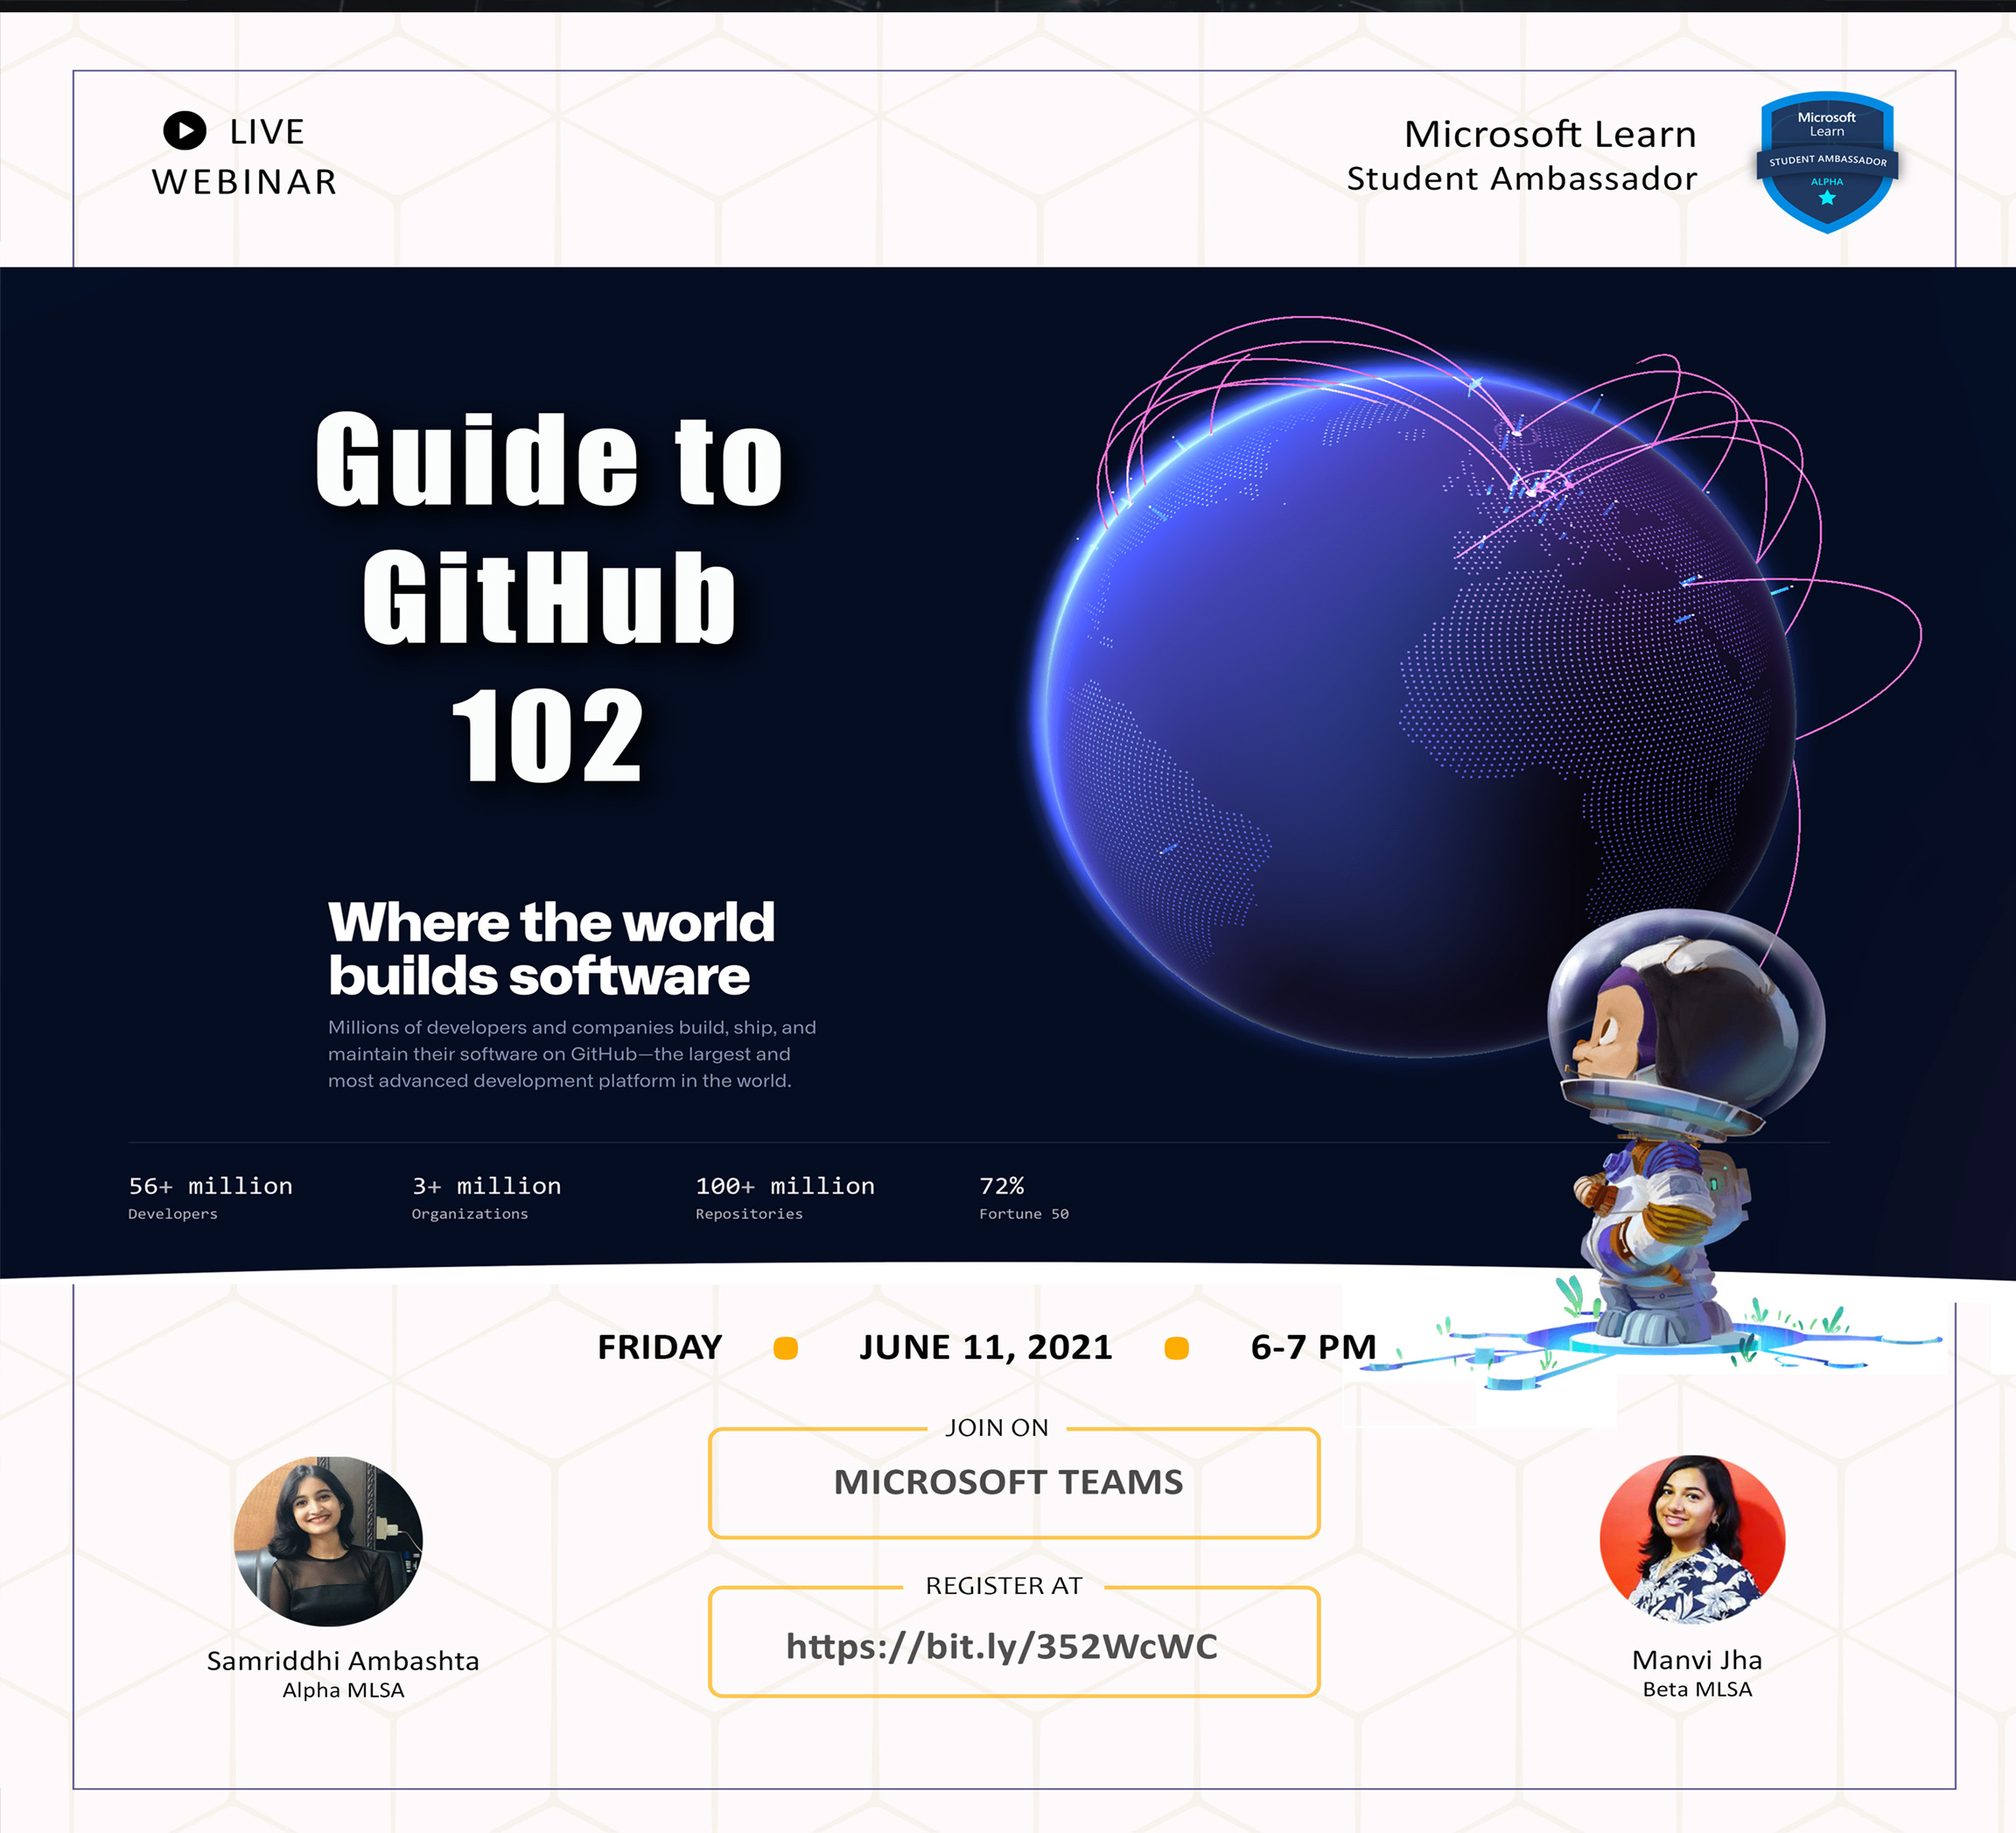 LIVE
WEBINAR
Microsoft Learn
Student Ambassador
Microsoft
Learn
STUDENT AMBASSADOR
ALPHA
Guide to
GitHub
102
Where the world
builds software
Millions of developers and companies build, ship, and
maintain their software on GitHub—the largest and
most advanced development platform in the world.
56+ million
Developers
3+ million
Organizations
100+ million
Repositories
72%
Fortune 50
FRIDAY JUNE 11, 2021 6-7 PM
JOIN ON
MICROSOFT TEAMS
REGISTER AT
https://bit.ly/352WcWC
Samriddhi Ambashta
Alpha MLSA
Manvi Jha
Beta MLSA